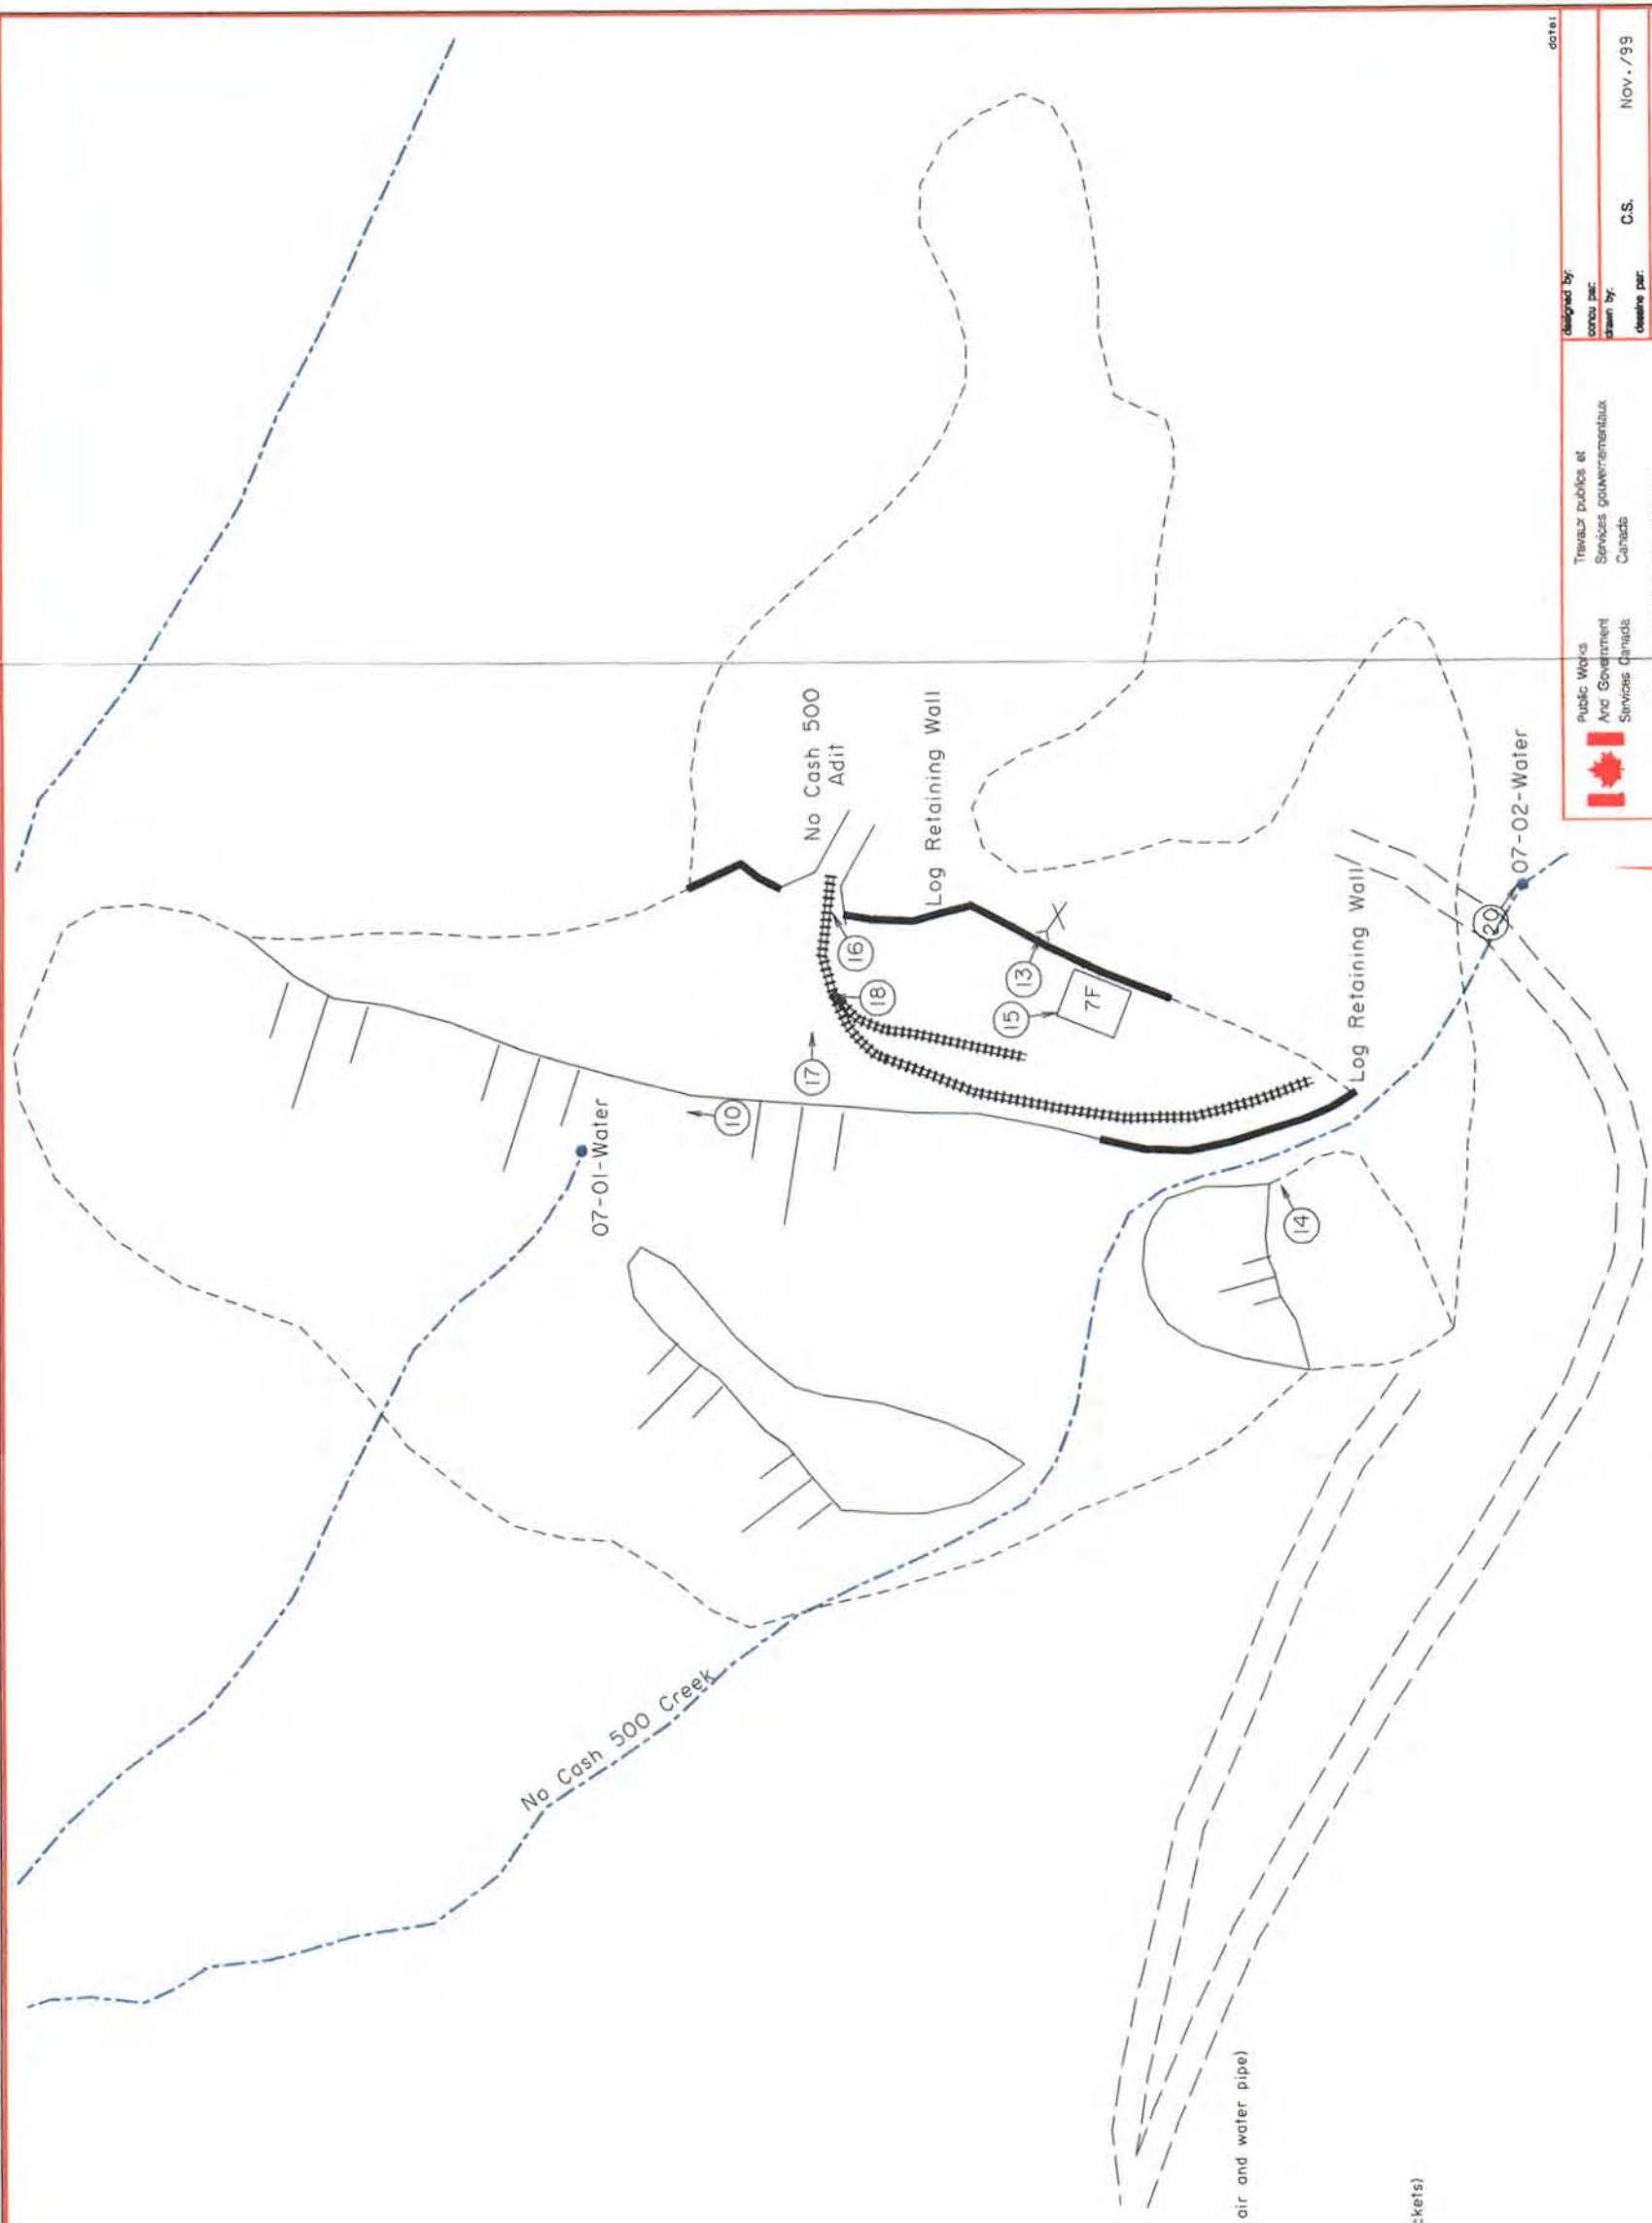 No Cash 500
Adit
Log Retaining Wall
16
18
17
10
13
15
7F
07-01-Water
Log Retaining Wall
20
07-02-Water
14
No Cash 500 Creek
air and water pipe)
ckets)
Public Works
And Government
Services Canada
Travaux publics et
Services gouvernementaux
Canada
designed by:
concu par:
drawn by:
dessine par:
C.S.
date:
Nov./99